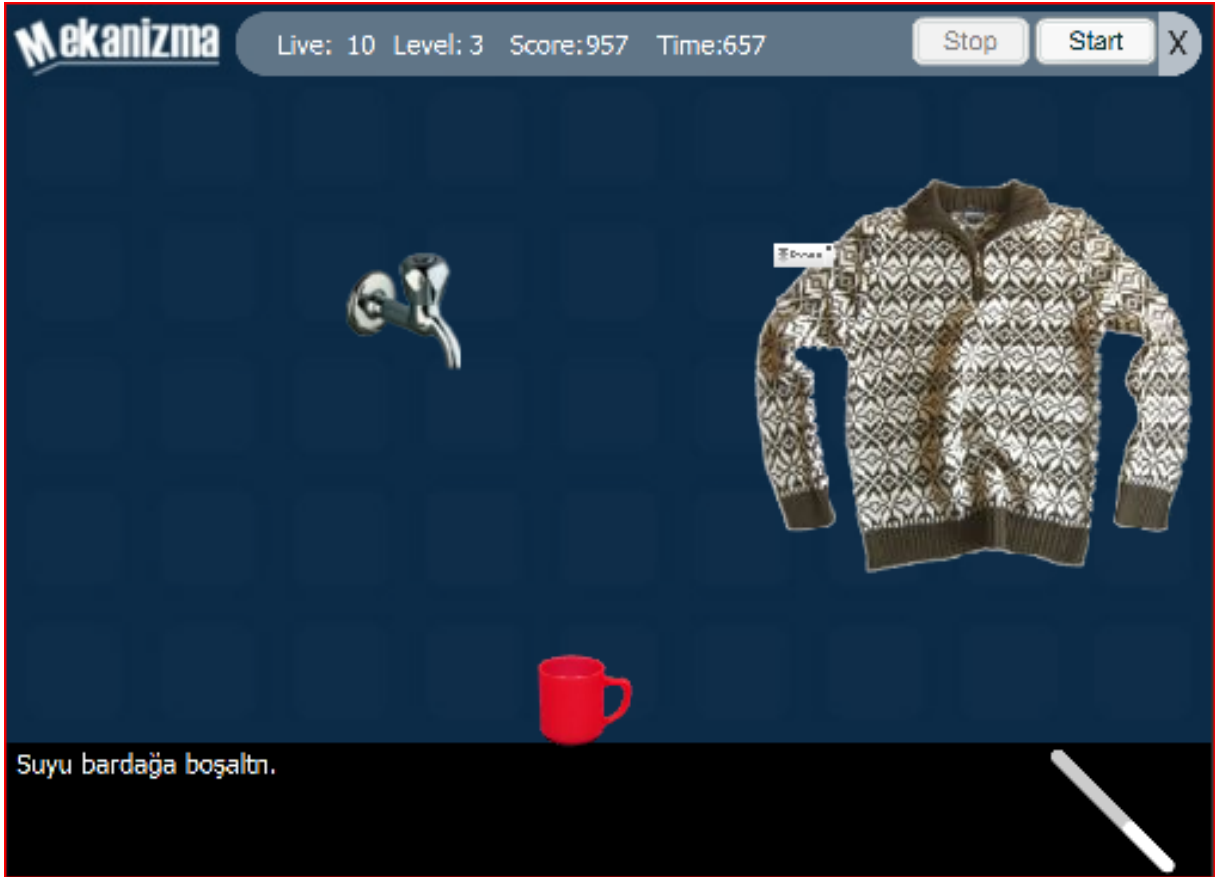 Mekanizma
Live: 10 Level: 3 Score:957 Time:657 Stop Start X
Suyu bardağa boşaltn.